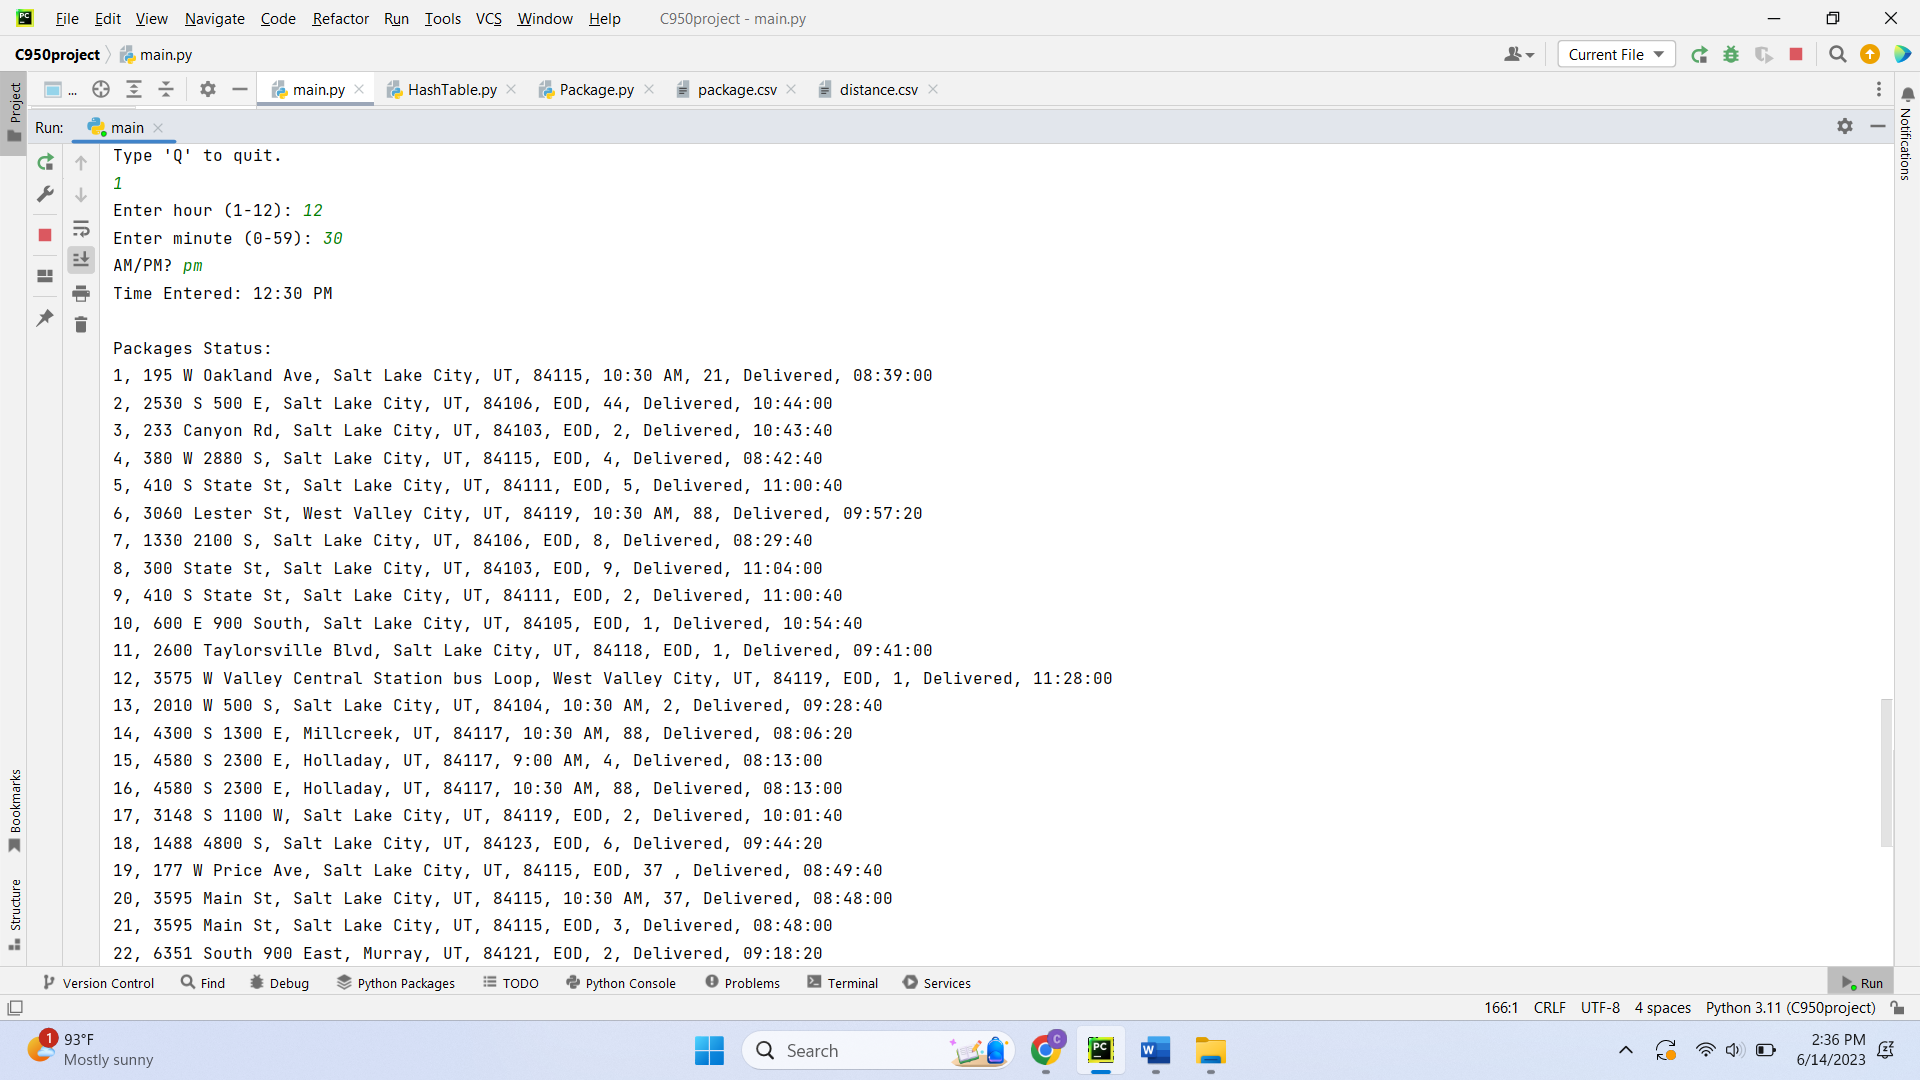 File Edit View Navigate Code Refactor Run Tools VCS Window Help C950project - main.py
C950project main.py Current File
Project ... main.py HashTable.py Package.py package.csv distance.csv
Run: main
Notifications
Type 'Q' to quit.
1
Enter hour (1-12): 12
Enter minute (0-59): 30
AM/PM? pm
Time Entered: 12:30 PM
Packages Status:
1, 195 W Oakland Ave, Salt Lake City, UT, 84115, 10:30 AM, 21, Delivered, 08:39:00
2, 2530 S 500 E, Salt Lake City, UT, 84106, EOD, 44, Delivered, 10:44:00
3, 233 Canyon Rd, Salt Lake City, UT, 84103, EOD, 2, Delivered, 10:43:40
4, 380 W 2880 S, Salt Lake City, UT, 84115, EOD, 4, Delivered, 08:42:40
5, 410 S State St, Salt Lake City, UT, 84111, EOD, 5, Delivered, 11:00:40
6, 3060 Lester St, West Valley City, UT, 84119, 10:30 AM, 88, Delivered, 09:57:20
7, 1330 2100 S, Salt Lake City, UT, 84106, EOD, 8, Delivered, 08:29:40
8, 300 State St, Salt Lake City, UT, 84103, EOD, 9, Delivered, 11:04:00
9, 410 S State St, Salt Lake City, UT, 84111, EOD, 2, Delivered, 11:00:40
10, 600 E 900 South, Salt Lake City, UT, 84105, EOD, 1, Delivered, 10:54:40
11, 2600 Taylorsville Blvd, Salt Lake City, UT, 84118, EOD, 1, Delivered, 09:41:00
12, 3575 W Valley Central Station bus Loop, West Valley City, UT, 84119, EOD, 1, Delivered, 11:28:00
13, 2010 W 500 S, Salt Lake City, UT, 84104, 10:30 AM, 2, Delivered, 09:28:40
14, 4300 S 1300 E, Millcreek, UT, 84117, 10:30 AM, 88, Delivered, 08:06:20
15, 4580 S 2300 E, Holladay, UT, 84117, 9:00 AM, 4, Delivered, 08:13:00
16, 4580 S 2300 E, Holladay, UT, 84117, 10:30 AM, 88, Delivered, 08:13:00
17, 3148 S 1100 W, Salt Lake City, UT, 84119, EOD, 2, Delivered, 10:01:40
18, 1488 4800 S, Salt Lake City, UT, 84123, EOD, 6, Delivered, 09:44:20
19, 177 W Price Ave, Salt Lake City, UT, 84115, EOD, 37 , Delivered, 08:49:40
20, 3595 Main St, Salt Lake City, UT, 84115, 10:30 AM, 37, Delivered, 08:48:00
21, 3595 Main St, Salt Lake City, UT, 84115, EOD, 3, Delivered, 08:48:00
22, 6351 South 900 East, Murray, UT, 84121, EOD, 2, Delivered, 09:18:20
Bookmarks
Structure
Version Control Find Debug Python Packages TODO Python Console Problems Terminal Services Run
166:1 CRLF UTF-8 4 spaces Python 3.11 (C950project)
1 93°F
Mostly sunny
Search
C
PC
W
2:36 PM
6/14/2023